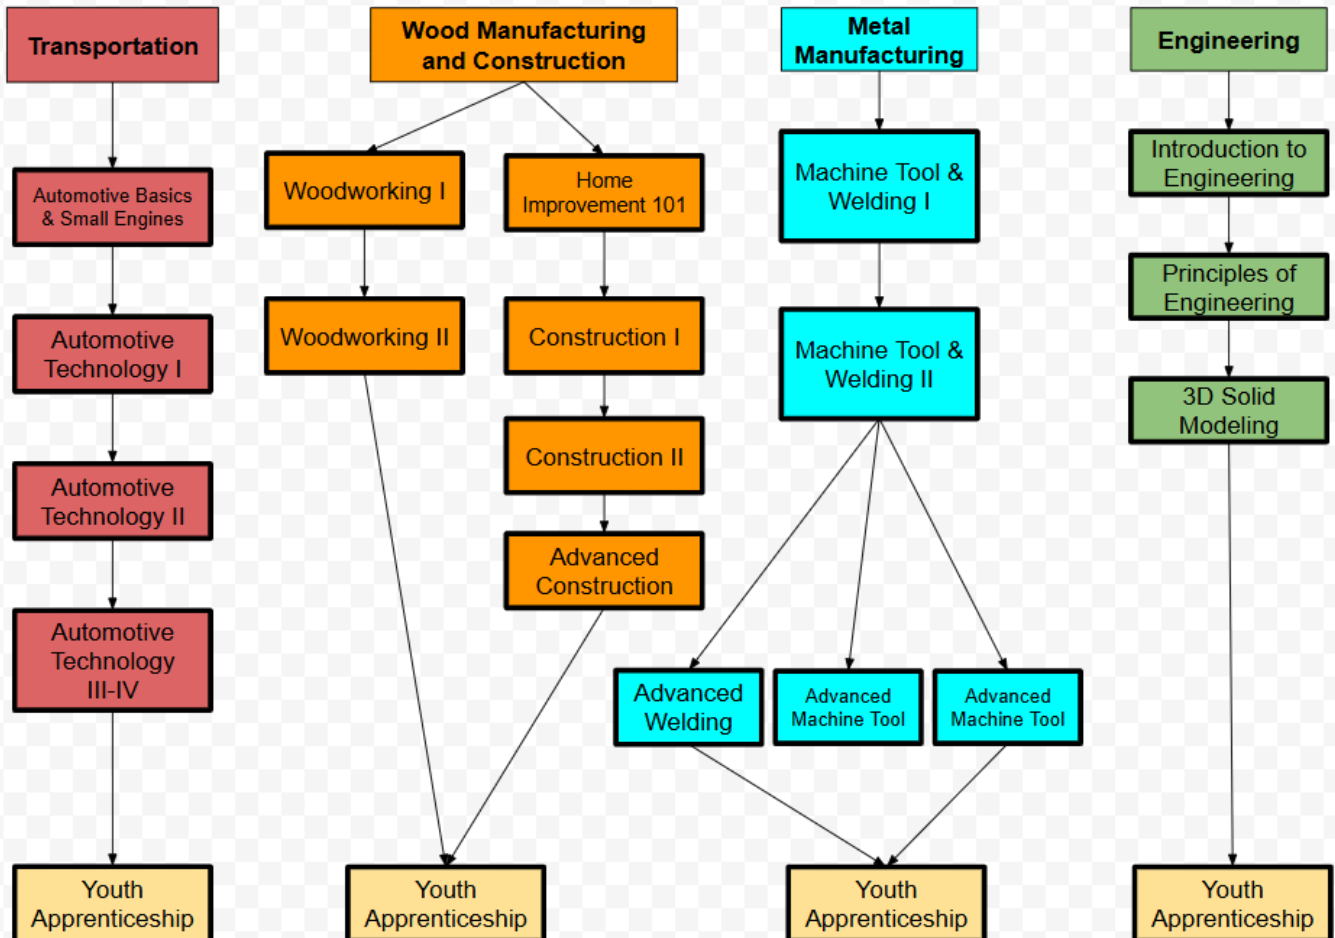 Transportation
Automotive Basics
& Small Engines
Automotive
Technology I
Automotive
Technology II
Automotive
Technology
III-IV
Youth
Apprenticeship
Wood Manufacturing
and Construction
Woodworking I
Woodworking II
Home
Improvement 101
Construction I
Construction II
Advanced
Construction
Youth
Apprenticeship
Metal
Manufacturing
Machine Tool &
Welding I
Machine Tool &
Welding II
Advanced
Welding
Advanced
Machine Tool
Advanced
Machine Tool
Youth
Apprenticeship
Engineering
Introduction to
Engineering
Principles of
Engineering
3D Solid
Modeling
Youth
Apprenticeship